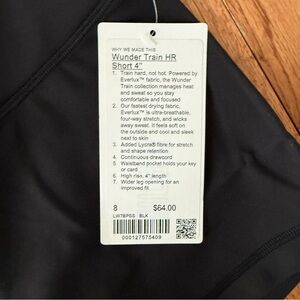 WHY WE MADE THIS
Wunder Train HR
Short 4"
1. Train hard, not hot. Powered by
Everlux™ fabric, the Wunder
Train collection manages heat
and sweat so you stay
comfortable and focused
2. Our fastest drying fabric,
Everlux™ is ultra-breathable,
four-way stretch, and wicks
away sweat. It feels soft on
the outside and cool and sleek
next to skin
3. Added Lycra® fibre for stretch
and shape retention
4. Continuous drawcord
5. Waistband pocket holds your key
or card
6. High rise, 4" length
7. Wider leg opening for an
improved fit
8 $64.00
LW7BPSS BLK
000127575409